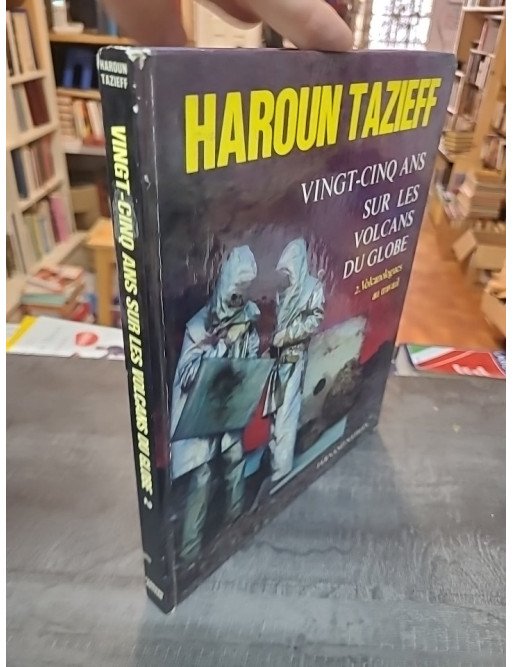 HAROUN
TAZIEFF
VINGT-CINQ ANS SUR LES VOLCANS DU GLOBE **
HAROUN TAZIEFF
VINGT-CINQ ANS
SUR LES
VOLCANS
DU GLOBE
2. Volcanologues
au travail